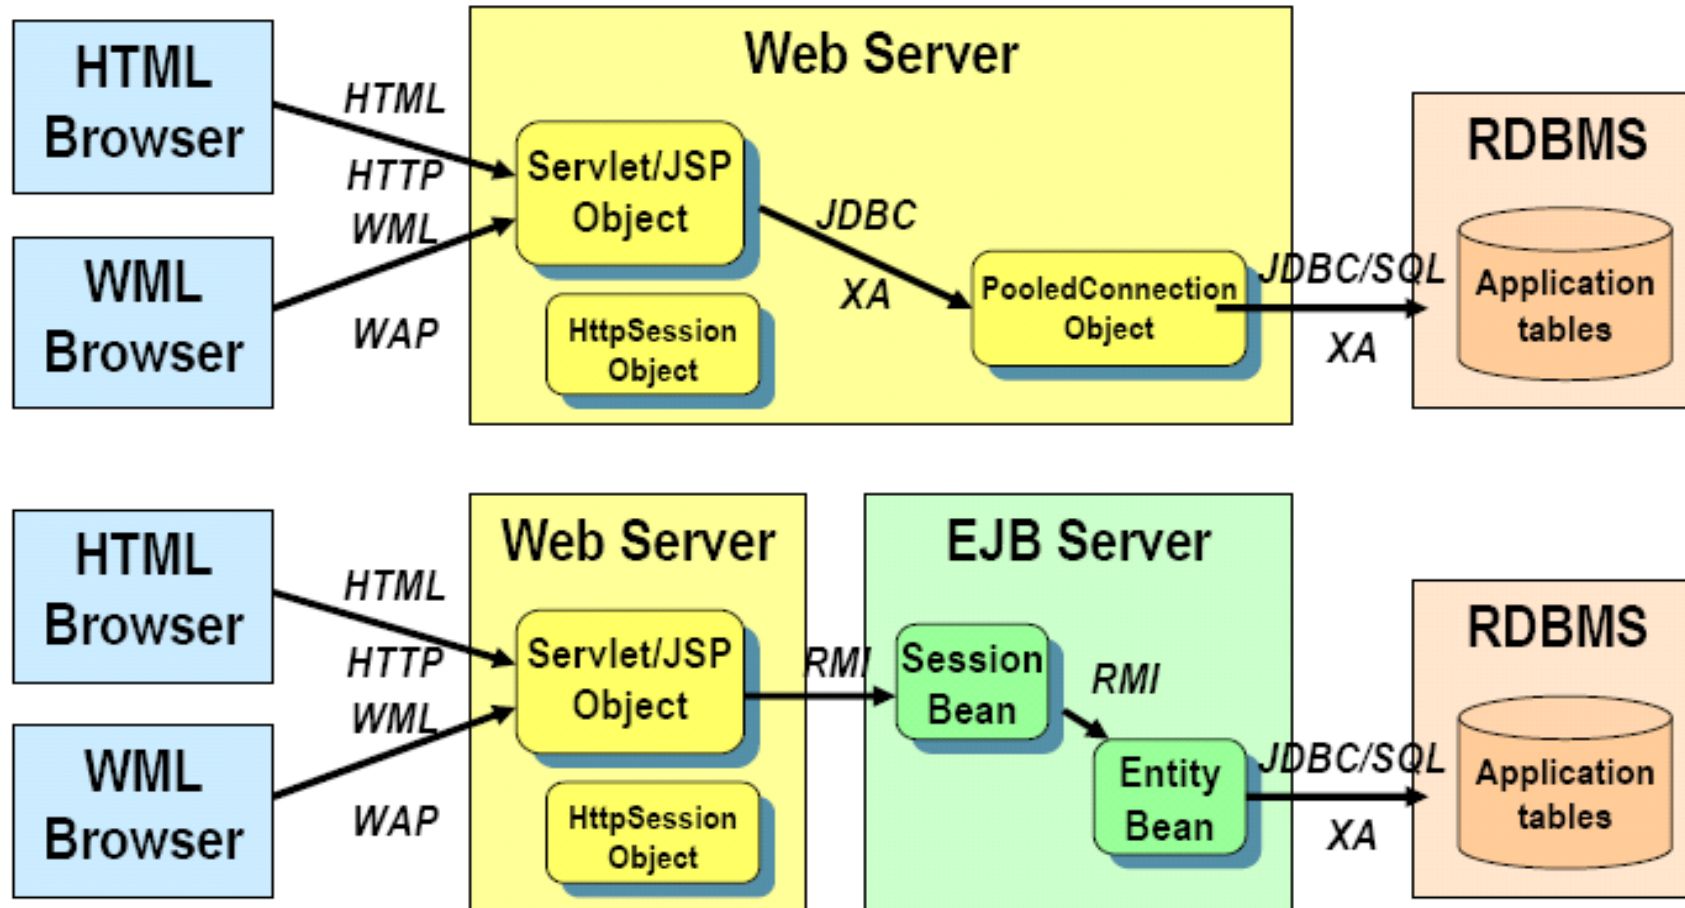 HTML
Browser
WML
Browser
HTML
HTTP
WML
WAP
Web Server
Servlet/JSP
Object
HttpSession
Object
JDBC
XA
PooledConnection
Object
JDBC/SQL
XA
RDBMS
Application
tables
HTML
Browser
WML
Browser
HTML
HTTP
WML
WAP
Web Server
Servlet/JSP
Object
HttpSession
Object
RMI
EJB Server
Session
Bean
RMI
Entity
Bean
JDBC/SQL
XA
RDBMS
Application
tables